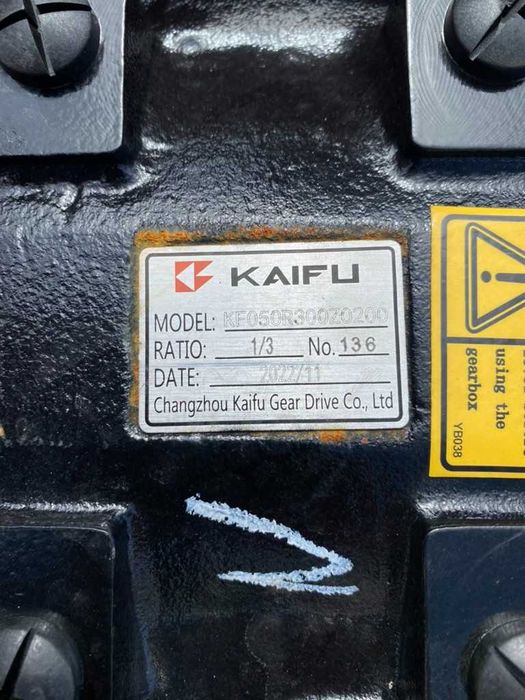 KAIFU
MODEL: KF050R300Z0200
RATIO: 1/3 No. 136
DATE: 2022/11
Changzhou Kaifu Gear Drive Co., Ltd
using the
gearbox
YB038